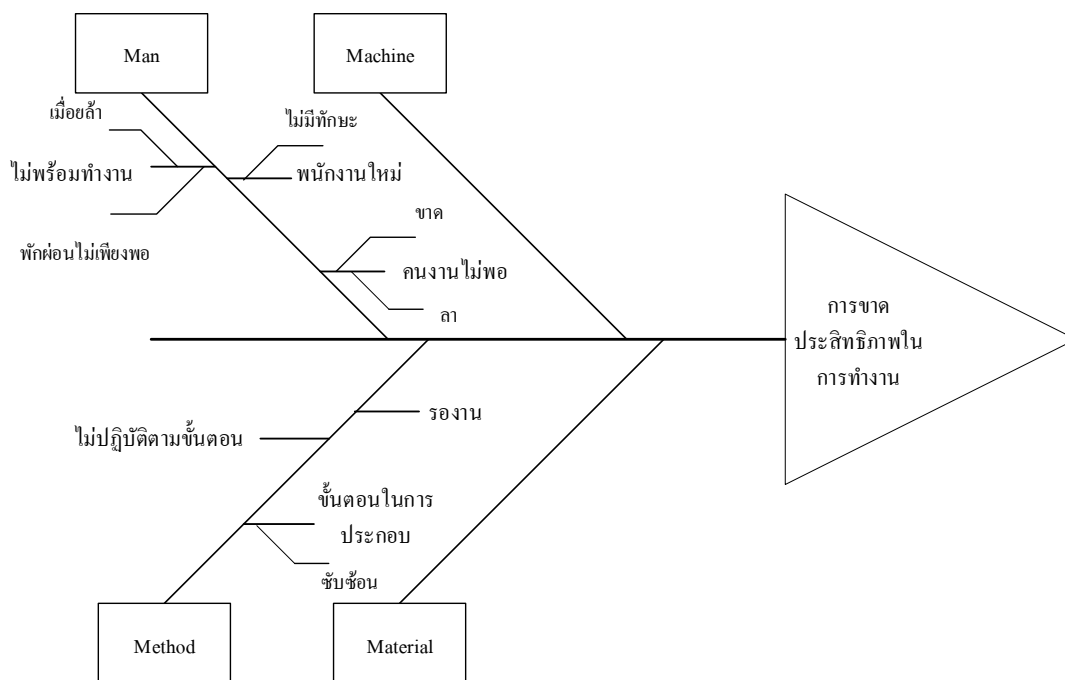 Man
Machine
เมื่อยล้า
ไม่มีทักษะ
ไม่พร้อมทำงาน
พนักงานใหม่
ขาด
พักผ่อนไม่เพียงพอ
คนงานไม่พอ
ลา
การขาด
ประสิทธิภาพใน
การทำงาน
รองาน
ไม่ปฏิบัติตามขั้นตอน
ขั้นตอนในการ
ประกอบ
ซับซ้อน
Method
Material